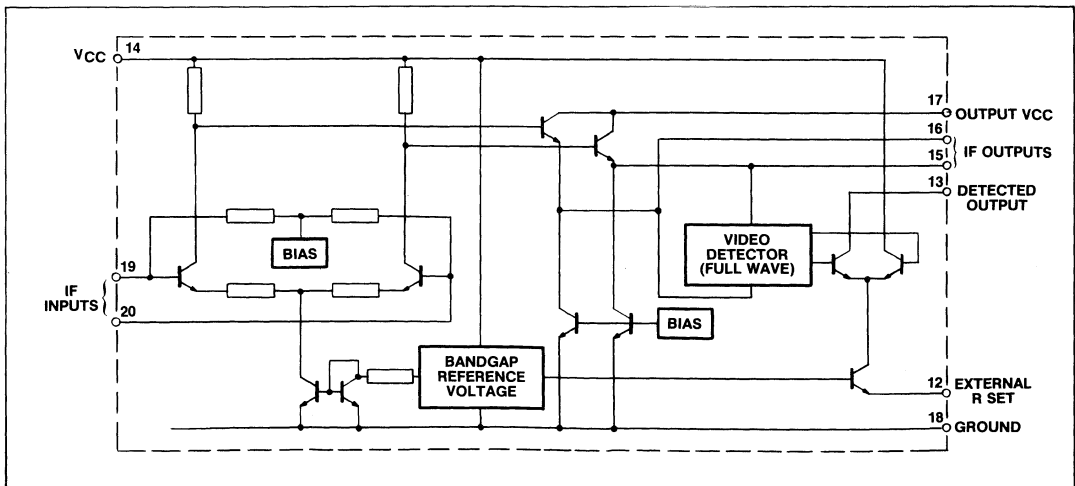 VCC 14
17 OUTPUT VCC
16
IF OUTPUTS
15
13 DETECTED
OUTPUT
VIDEO
DETECTOR
(FULL WAVE)
BIAS
19
IF
INPUTS
20
BIAS
BANDGAP
REFERENCE
VOLTAGE
12 EXTERNAL
R SET
18 GROUND